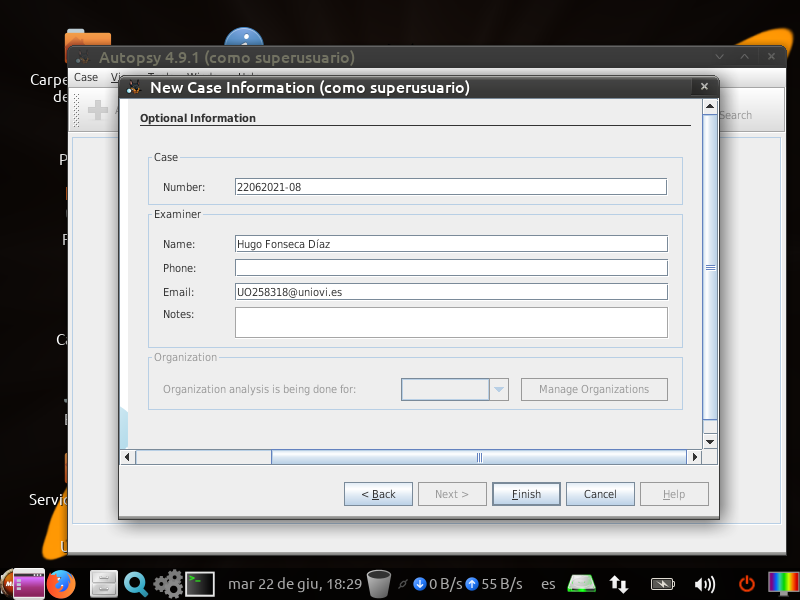 Autopsy 4.9.1 (como superusuario)
Carpe
de
Case
New Case Information (como superusuario)
Search
Optional Information
Case
Number: 22062021-08
Examiner
Name: Hugo Fonseca Díaz
Phone:
Email: UO258318@uniovi.es
Notes:
Organization
Organization analysis is being done for:
Manage Organizations
Servic
< Back
Next >
Finish
Cancel
Help
mar 22 de giu, 18:29
0 B/s
55 B/s
es